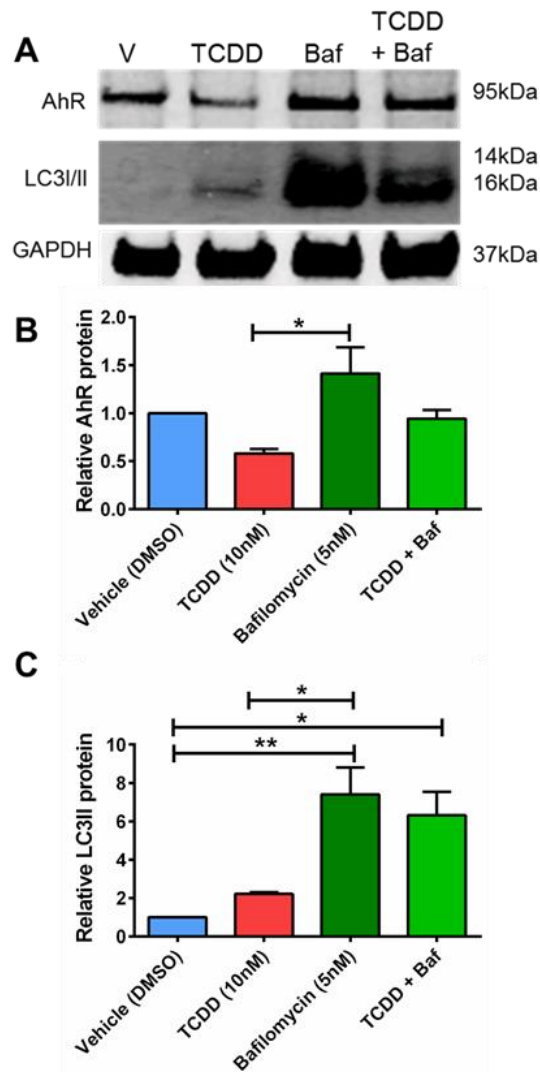 A
V TCDD Baf TCDD
+ Baf
AhR 95kDa
LC3I/II 14kDa
16kDa
GAPDH 37kDa
B
Relative AhR protein
2.0
1.5
1.0
0.5
0.0
*
Vehicle (DMSO)
TCDD (10nM)
Bafilomycin (5nM)
TCDD + Baf
C
Relative LC3II protein
10
8
6
4
2
0
*
*
**
Vehicle (DMSO)
TCDD (10nM)
Bafilomycin (5nM)
TCDD + Baf